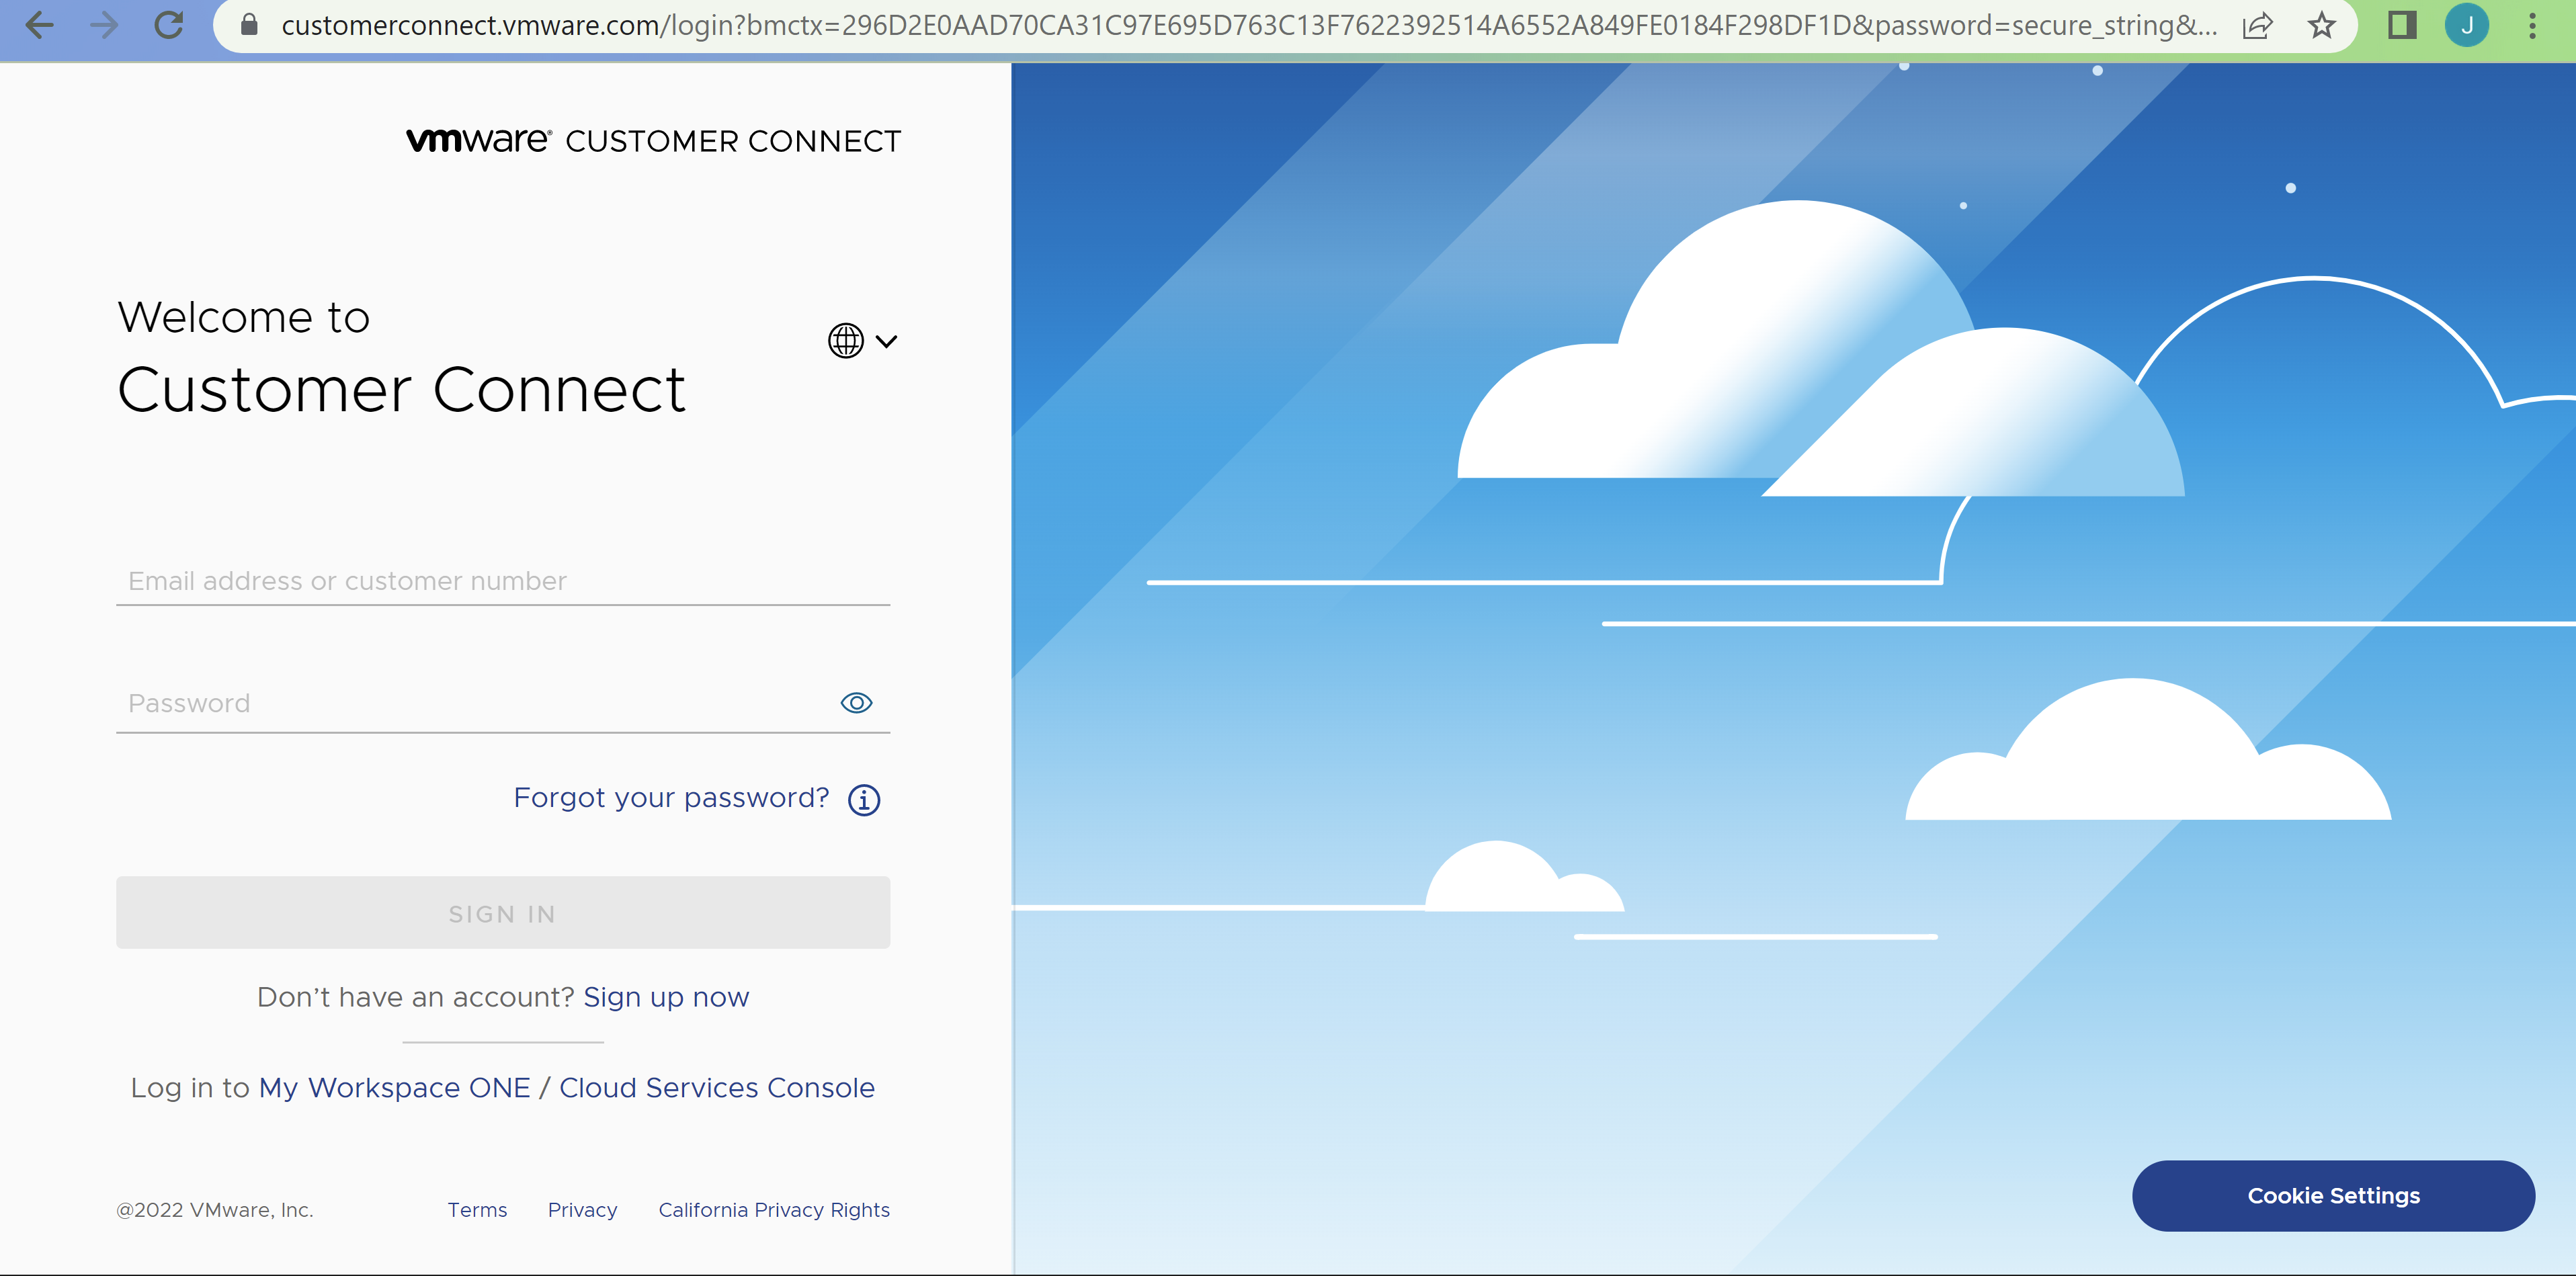 customerconnect.vmware.com/login?bmctx=296D2E0AAD70CA31C97E695D763C13F7622392514A6552A849FE0184F298DF1D&password=secure_string&...
J
vmware® CUSTOMER CONNECT
Welcome to
Customer Connect
Email address or customer number
Password
Forgot your password?
SIGN IN
Don’t have an account? Sign up now
Log in to My Workspace ONE / Cloud Services Console
@2022 VMware, Inc. Terms Privacy California Privacy Rights
Cookie Settings